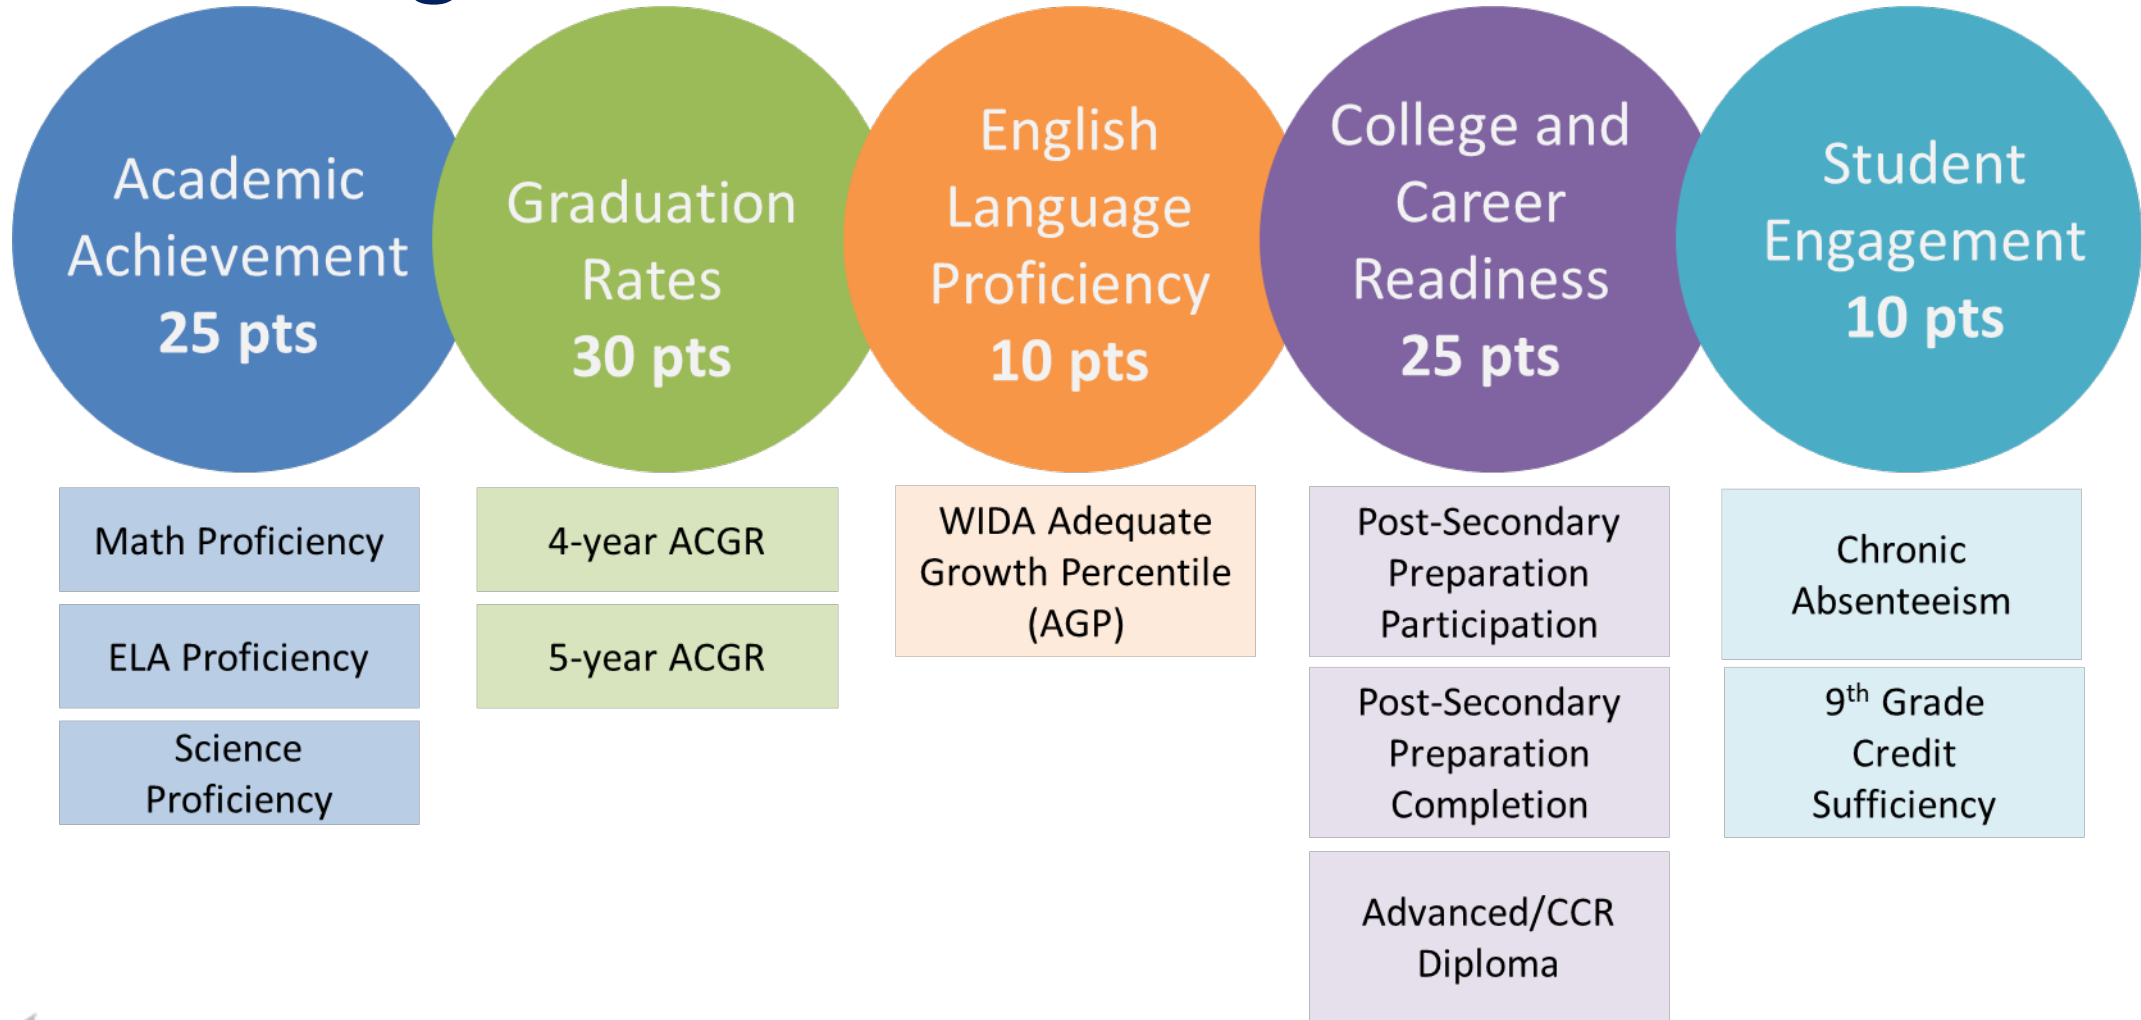 Academic
Achievement
25 pts
Graduation
Rates
30 pts
English
Language
Proficiency
10 pts
College and
Career
Readiness
25 pts
Student
Engagement
10 pts
Math Proficiency
ELA Proficiency
Science
Proficiency
4-year ACGR
5-year ACGR
WIDA Adequate
Growth Percentile
(AGP)
Post-Secondary
Preparation
Participation
Post-Secondary
Preparation
Completion
Advanced/CCR
Diploma
Chronic
Absenteeism
9th Grade
Credit
Sufficiency